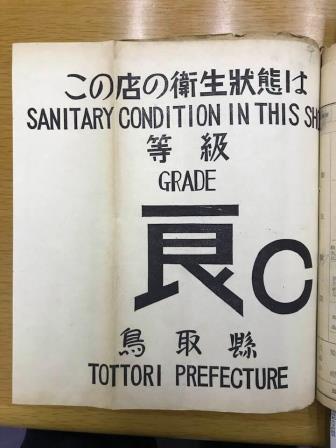 この店の衛生狀態は
SANITARY CONDITION IN THIS SH
等級
GRADE
良C
鳥取縣
TOTTORI PREFECTURE